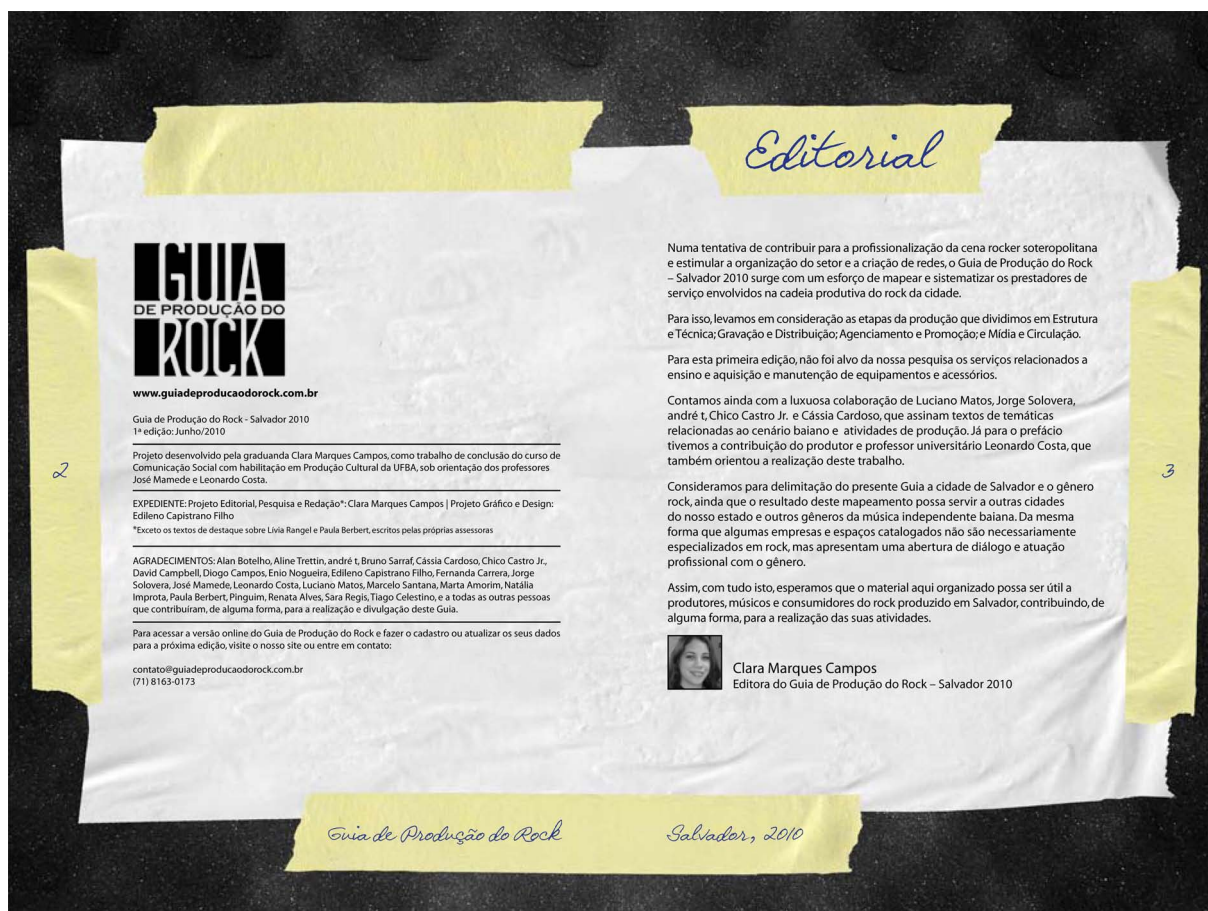 GUIA
DE PRODUÇÃO DO
ROCK
www.guiadeproducaodorock.com.br
Guia de Produção do Rock - Salvador 2010
1ª edição: Junho/2010
Projeto desenvolvido pela graduanda Clara Marques Campos, como trabalho de conclusão do curso de
Comunicação Social com habilitação em Produção Cultural da UFBA, sob orientação dos professores
José Mamede e Leonardo Costa.
EXPEDIENTE: Projeto Editorial, Pesquisa e Redação*: Clara Marques Campos | Projeto Gráfico e Design:
Edileno Capistrano Filho
*Exceto os textos de destaque sobre Lívia Rangel e Paula Berbert, escritos pelas próprias assessoras
AGRADECIMENTOS: Alan Botelho, Aline Trettin, andré t, Bruno Sarraf, Cássia Cardoso, Chico Castro Jr.,
David Campbell, Diogo Campos, Enio Nogueira, Edileno Capistrano Filho, Fernanda Carrera, Jorge
Solovera, José Mamede, Leonardo Costa, Luciano Matos, Marcelo Santana, Marta Amorim, Natália
Improta, Paula Berbert, Pinguim, Renata Alves, Sara Regis, Tiago Celestino, e a todas as outras pessoas
que contribuíram, de alguma forma, para a realização e divulgação deste Guia.
Para acessar a versão online do Guia de Produção do Rock e fazer o cadastro ou atualizar os seus dados
para a próxima edição, visite o nosso site ou entre em contato:
contato@guiadeproducaodorock.com.br
(71) 8163-0173
2
Editorial
Numa tentativa de contribuir para a profissionalização da cena rocker soteropolitana
e estimular a organização do setor e a criação de redes, o Guia de Produção do Rock
– Salvador 2010 surge com um esforço de mapear e sistematizar os prestadores de
serviço envolvidos na cadeia produtiva do rock da cidade.
Para isso, levamos em consideração as etapas da produção que dividimos em Estrutura
e Técnica; Gravação e Distribuição; Agenciamento e Promoção; e Mídia e Circulação.
Para esta primeira edição, não foi alvo da nossa pesquisa os serviços relacionados a
ensino e aquisição e manutenção de equipamentos e acessórios.
Contamos ainda com a luxuosa colaboração de Luciano Matos, Jorge Solovera,
andré t, Chico Castro Jr. e Cássia Cardoso, que assinam textos de temáticas
relacionadas ao cenário baiano e atividades de produção. Já para o prefácio
tivemos a contribuição do produtor e professor universitário Leonardo Costa, que
também orientou a realização deste trabalho.
Consideramos para delimitação do presente Guia a cidade de Salvador e o gênero
rock, ainda que o resultado deste mapeamento possa servir a outras cidades
do nosso estado e outros gêneros da música independente baiana. Da mesma
forma que algumas empresas e espaços catalogados não são necessariamente
especializados em rock, mas apresentam uma abertura de diálogo e atuação
profissional com o gênero.
Assim, com tudo isto, esperamos que o material aqui organizado possa ser útil a
produtores, músicos e consumidores do rock produzido em Salvador, contribuindo, de
alguma forma, para a realização das suas atividades.
Clara Marques Campos
Editora do Guia de Produção do Rock – Salvador 2010
3
Guia de Produção do Rock
Salvador, 2010